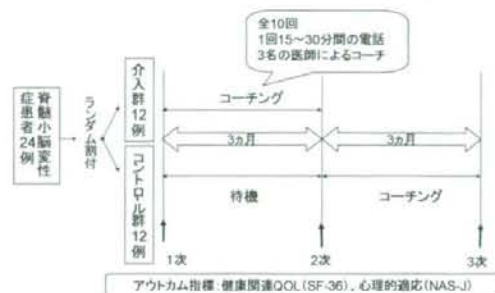 全10回
1回15～30分間の電話
3名の医師によるコーチ
脊髄小脳変性症患者24例
ランダム割付
介入群12例
コントロール群12例
コーチング
3ヵ月
3ヵ月
待機
コーチング
1次
2次
3次
アウトカム指標:健康関連QOL(SF-36)、心理的適応(NAS-J)